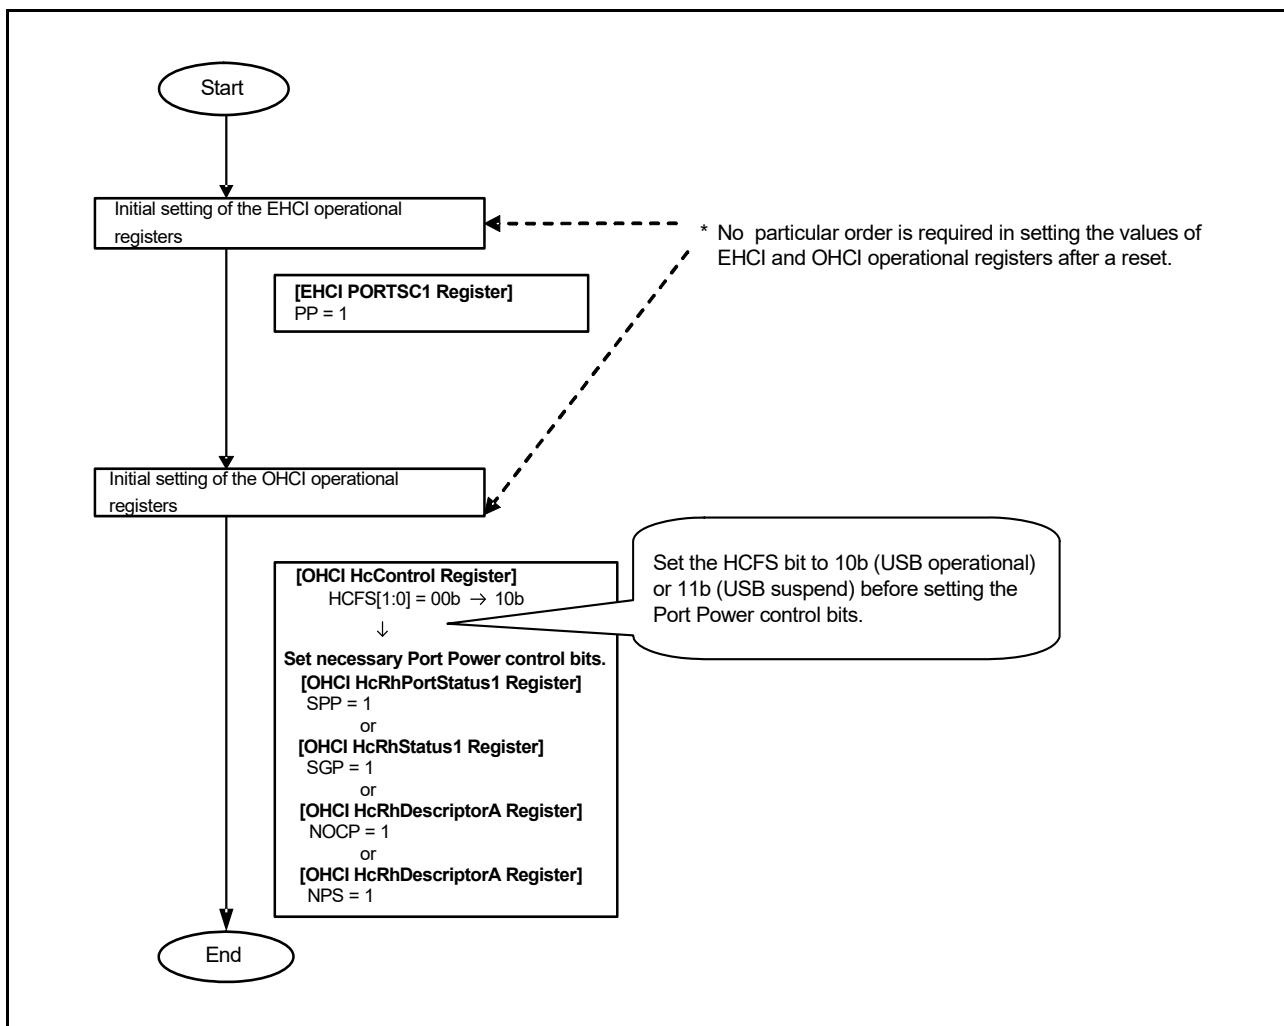 Start
Initial setting of the EHCI operational
registers
* No particular order is required in setting the values of
EHCI and OHCI operational registers after a reset.
[EHCI PORTSC1 Register]
PP = 1
Initial setting of the OHCI operational
registers
Set the HCFS bit to 10b (USB operational)
or 11b (USB suspend) before setting the
Port Power control bits.
[OHCI HcControl Register]
HCFS[1:0] = 00b → 10b
↓
Set necessary Port Power control bits.
[OHCI HcRhPortStatus1 Register]
SPP = 1
or
[OHCI HcRhStatus1 Register]
SGP = 1
or
[OHCI HcRhDescriptorA Register]
NOCP = 1
or
[OHCI HcRhDescriptorA Register]
NPS = 1
End